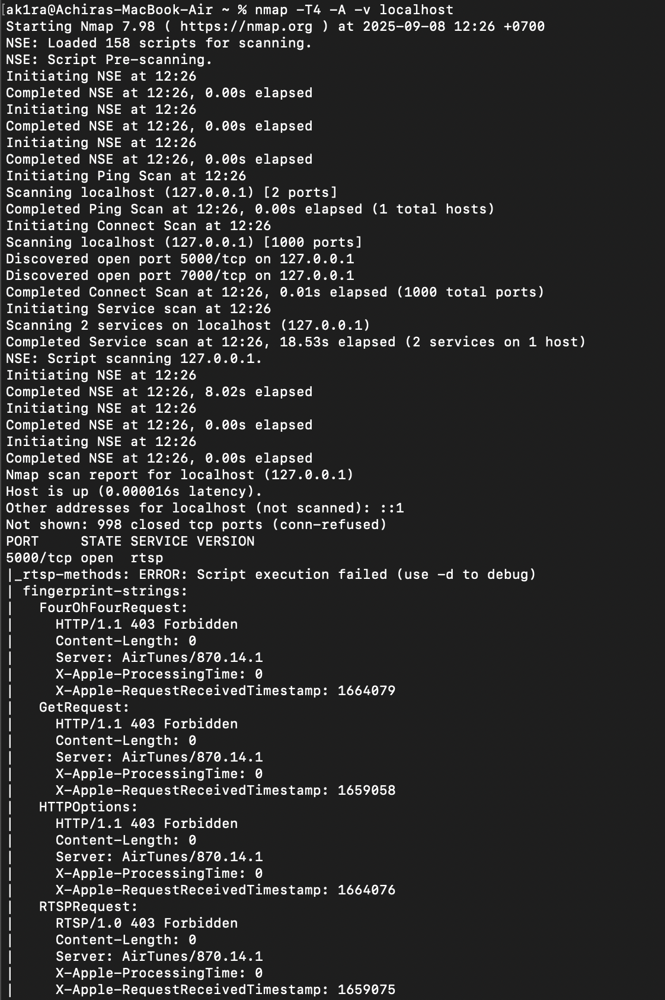 [ak1ra@Achiras-MacBook-Air ~ % nmap -T4 -A -v localhost
Starting Nmap 7.98 ( https://nmap.org ) at 2025-09-08 12:26 +0700
NSE: Loaded 158 scripts for scanning.
NSE: Script Pre-scanning.
Initiating NSE at 12:26
Completed NSE at 12:26, 0.00s elapsed
Initiating NSE at 12:26
Completed NSE at 12:26, 0.00s elapsed
Initiating NSE at 12:26
Completed NSE at 12:26, 0.00s elapsed
Initiating Ping Scan at 12:26
Scanning localhost (127.0.0.1) [2 ports]
Completed Ping Scan at 12:26, 0.00s elapsed (1 total hosts)
Initiating Connect Scan at 12:26
Scanning localhost (127.0.0.1) [1000 ports]
Discovered open port 5000/tcp on 127.0.0.1
Discovered open port 7000/tcp on 127.0.0.1
Completed Connect Scan at 12:26, 0.01s elapsed (1000 total ports)
Initiating Service scan at 12:26
Scanning 2 services on localhost (127.0.0.1)
Completed Service scan at 12:26, 18.53s elapsed (2 services on 1 host)
NSE: Script scanning 127.0.0.1.
Initiating NSE at 12:26
Completed NSE at 12:26, 8.02s elapsed
Initiating NSE at 12:26
Completed NSE at 12:26, 0.00s elapsed
Initiating NSE at 12:26
Completed NSE at 12:26, 0.00s elapsed
Nmap scan report for localhost (127.0.0.1)
Host is up (0.000016s latency).
Other addresses for localhost (not scanned): ::1
Not shown: 998 closed tcp ports (conn-refused)
PORT     STATE SERVICE VERSION
5000/tcp open  rtsp
|_rtsp-methods: ERROR: Script execution failed (use -d to debug)
| fingerprint-strings:
|   FourOhFourRequest:
|     HTTP/1.1 403 Forbidden
|     Content-Length: 0
|     Server: AirTunes/870.14.1
|     X-Apple-ProcessingTime: 0
|     X-Apple-RequestReceivedTimestamp: 1664079
|   GetRequest:
|     HTTP/1.1 403 Forbidden
|     Content-Length: 0
|     Server: AirTunes/870.14.1
|     X-Apple-ProcessingTime: 0
|     X-Apple-RequestReceivedTimestamp: 1659058
|   HTTPOptions:
|     HTTP/1.1 403 Forbidden
|     Content-Length: 0
|     Server: AirTunes/870.14.1
|     X-Apple-ProcessingTime: 0
|     X-Apple-RequestReceivedTimestamp: 1664076
|   RTSPRequest:
|     RTSP/1.0 403 Forbidden
|     Content-Length: 0
|     Server: AirTunes/870.14.1
|     X-Apple-ProcessingTime: 0
|     X-Apple-RequestReceivedTimestamp: 1659075